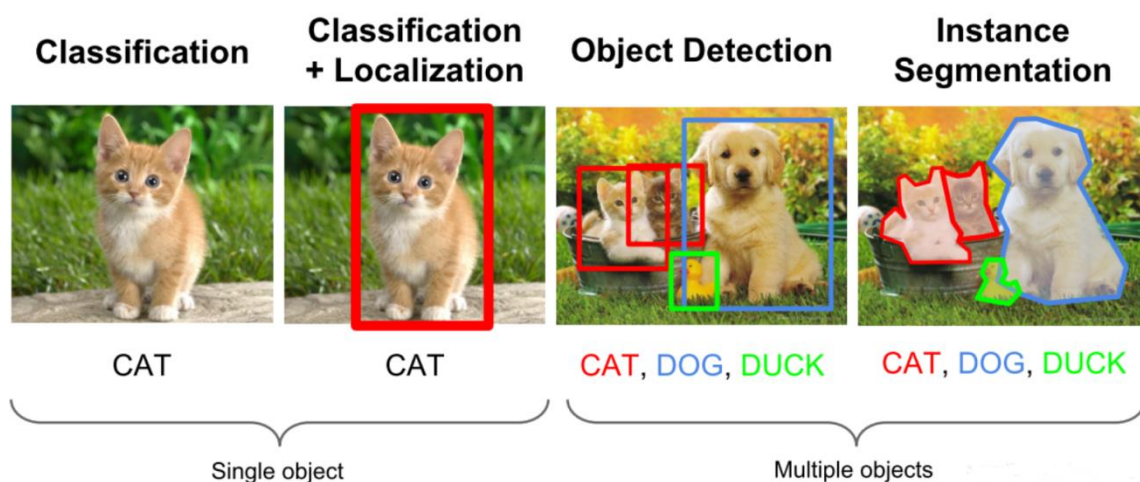 Classification
Classification
+ Localization
Object Detection
Instance
Segmentation
CAT
CAT
CAT, DOG, DUCK
CAT, DOG, DUCK
Single object
Multiple objects